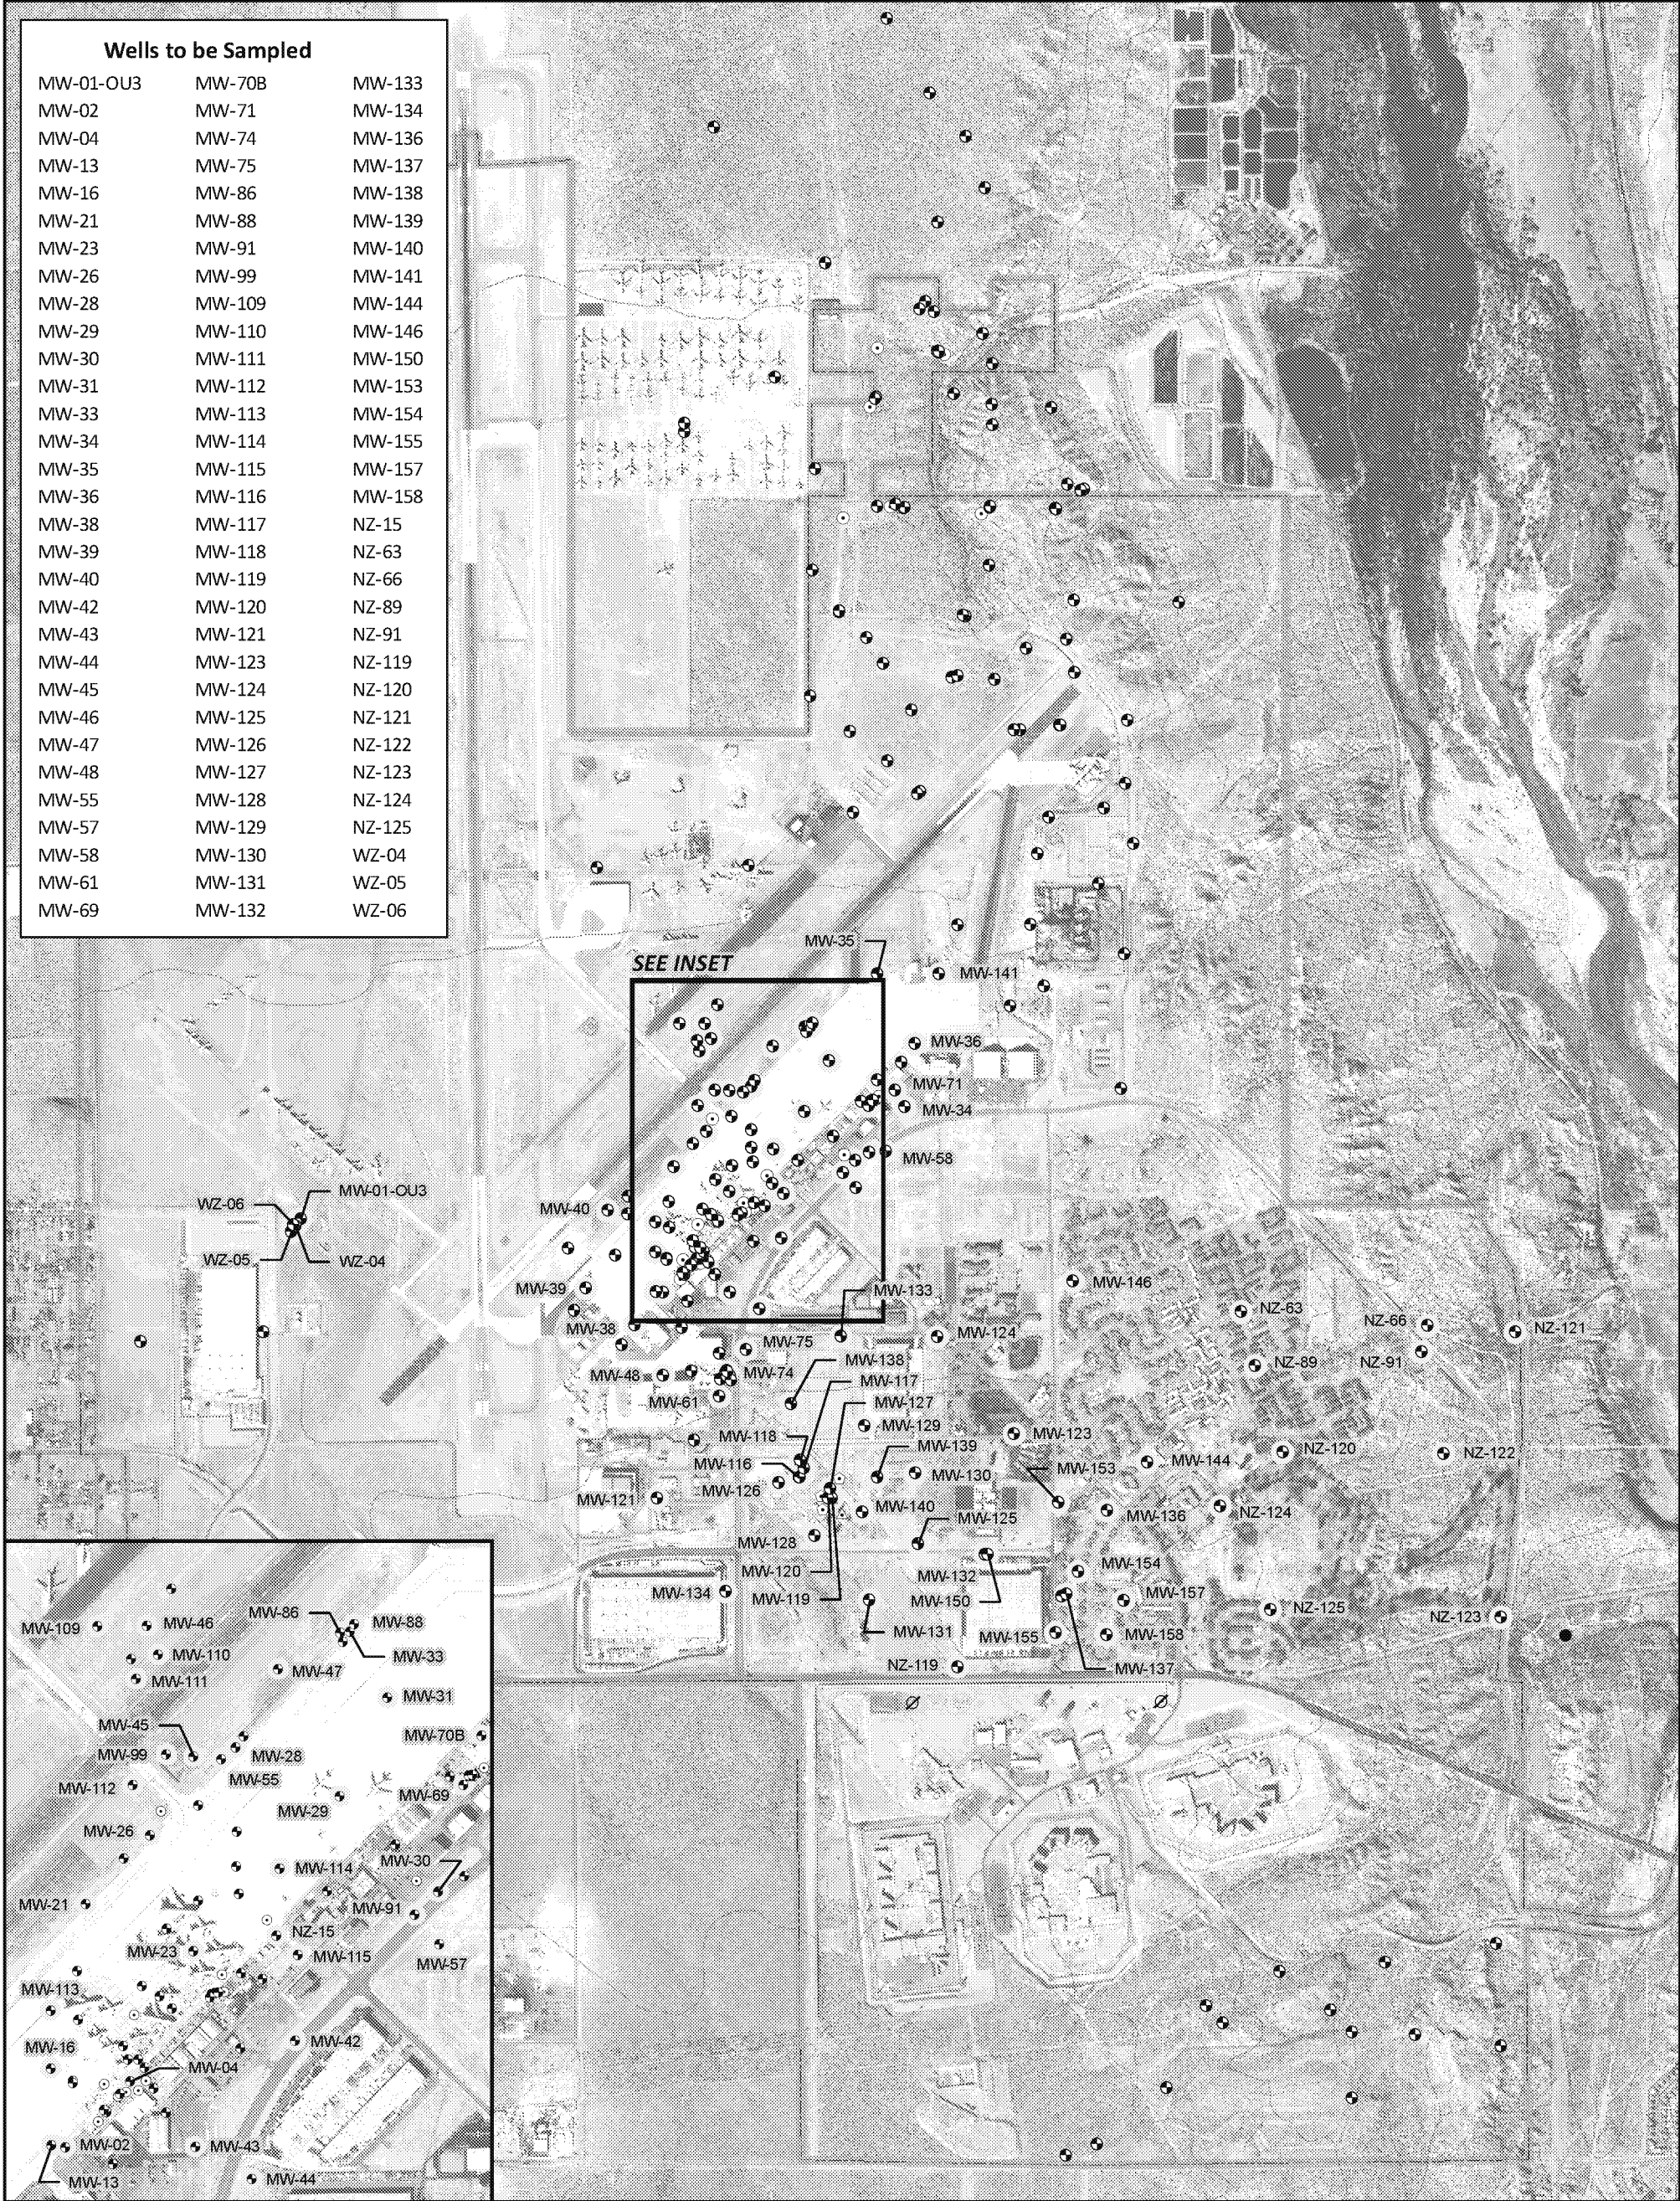 Wells to be Sampled
MW-01-OU3 MW-70B MW-133
MW-02 MW-71 MW-134
MW-04 MW-74 MW-136
MW-13 MW-75 MW-137
MW-16 MW-86 MW-138
MW-21 MW-88 MW-139
MW-23 MW-91 MW-140
MW-26 MW-99 MW-141
MW-28 MW-109 MW-144
MW-29 MW-110 MW-146
MW-30 MW-111 MW-150
MW-31 MW-112 MW-153
MW-33 MW-113 MW-154
MW-34 MW-114 MW-155
MW-35 MW-115 MW-157
MW-36 MW-116 MW-158
MW-38 MW-117 NZ-15
MW-39 MW-118 NZ-63
MW-40 MW-119 NZ-66
MW-42 MW-120 NZ-89
MW-43 MW-121 NZ-91
MW-44 MW-123 NZ-119
MW-45 MW-124 NZ-120
MW-46 MW-125 NZ-121
MW-47 MW-126 NZ-122
MW-48 MW-127 NZ-123
MW-55 MW-128 NZ-124
MW-57 MW-129 NZ-125
MW-58 MW-130 WZ-04
MW-61 MW-131 WZ-05
MW-69 MW-132 WZ-06
MW-35
SEE INSET
MW-141
MW-36
MW-71
MW-34
MW-58
MW-01-OU3
WZ-06
MW-40
WZ-05
WZ-04
MW-39
MW-133
MW-146
NZ-63
NZ-66
NZ-121
MW-38
MW-75
MW-124
MW-138
NZ-89
NZ-91
MW-48
MW-74
MW-117
MW-61
MW-127
MW-129
MW-123
MW-118
MW-139
NZ-120
NZ-122
MW-116
MW-130
MW-153
MW-144
MW-126
MW-121
MW-140
MW-125
MW-136
NZ-124
MW-128
MW-120
MW-132
MW-154
MW-134
MW-119
MW-150
MW-157
NZ-125
NZ-123
MW-131
MW-155
MW-158
NZ-119
MW-137
MW-86
MW-88
MW-109
MW-46
MW-110
MW-33
MW-111
MW-47
MW-31
MW-45
MW-70B
MW-99
MW-28
MW-55
MW-112
MW-69
MW-29
MW-26
MW-114
MW-30
MW-21
MW-91
NZ-15
MW-23
MW-115
MW-57
MW-113
MW-42
MW-16
MW-04
MW-02
MW-43
MW-13
MW-44